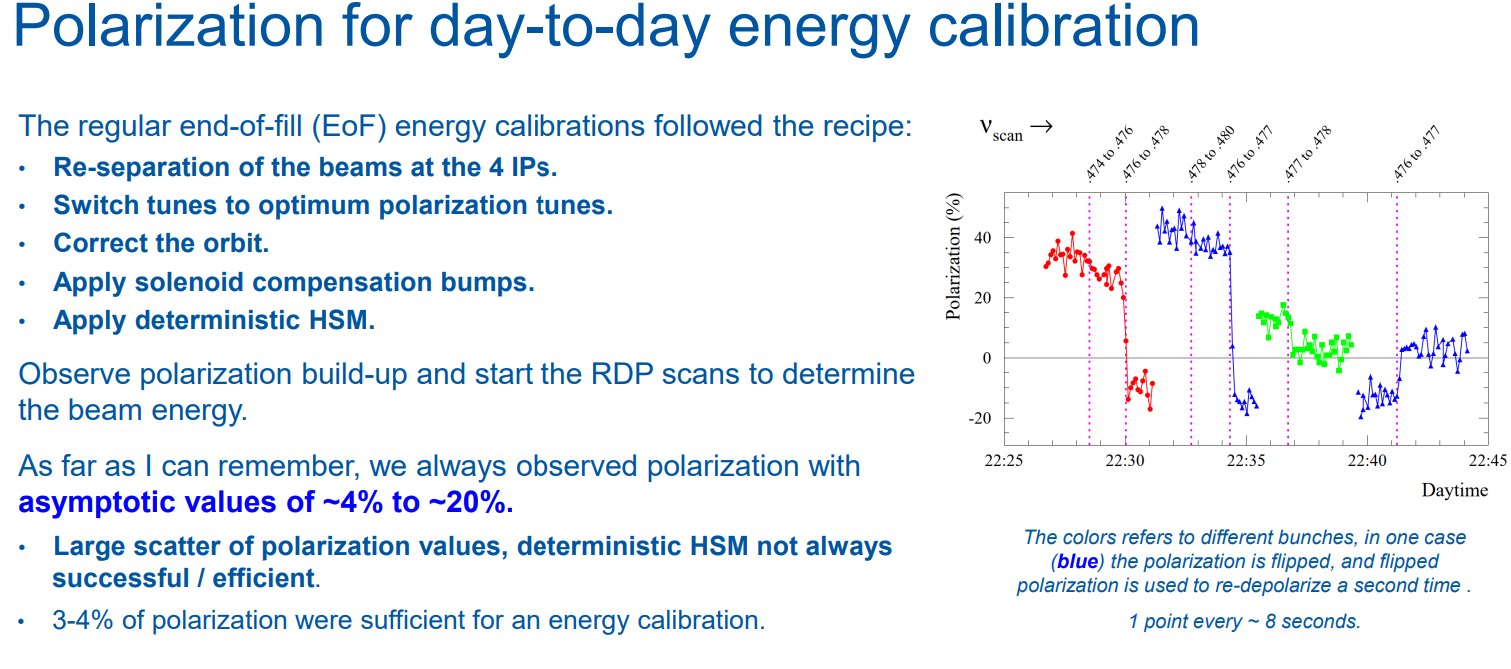 Polarization for day-to-day energy calibration
The regular end-of-fill (EoF) energy calibrations followed the recipe:
• Re-separation of the beams at the 4 IPs.
• Switch tunes to optimum polarization tunes.
• Correct the orbit.
• Apply solenoid compensation bumps.
• Apply deterministic HSM.
Observe polarization build-up and start the RDP scans to determine
the beam energy.
As far as I can remember, we always observed polarization with
asymptotic values of ~4% to ~20%.
• Large scatter of polarization values, deterministic HSM not always
successful / efficient.
• 3-4% of polarization were sufficient for an energy calibration.
νscan →
.474 to .476
.476 to .478
.478 to .480
.476 to .477
.477 to .478
.476 to .477
Polarization (%)
40
20
0
-20
22:25 22:30 22:35 22:40 22:45
Daytime
The colors refers to different bunches, in one case
(blue) the polarization is flipped, and flipped
polarization is used to re-depolarize a second time .
1 point every ~ 8 seconds.